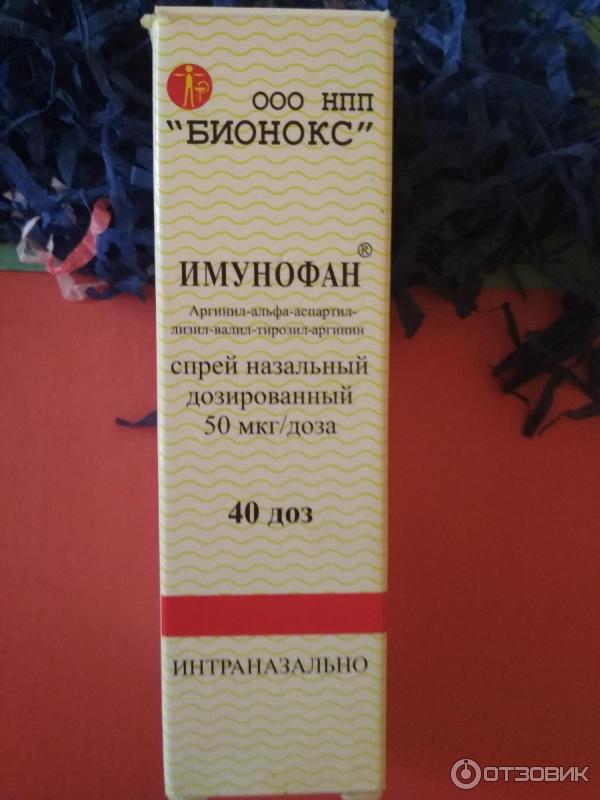 ООО НПП
"БИОНОКС"
ИМУНОФАН®
Аргинил-альфа-аспартил-
лизил-валил-тирозил-аргинин
спрей назальный
дозированный
50 мкг/доза
40 доз
ИНТРАНАЗАЛЬНО
ОТЗОВИК